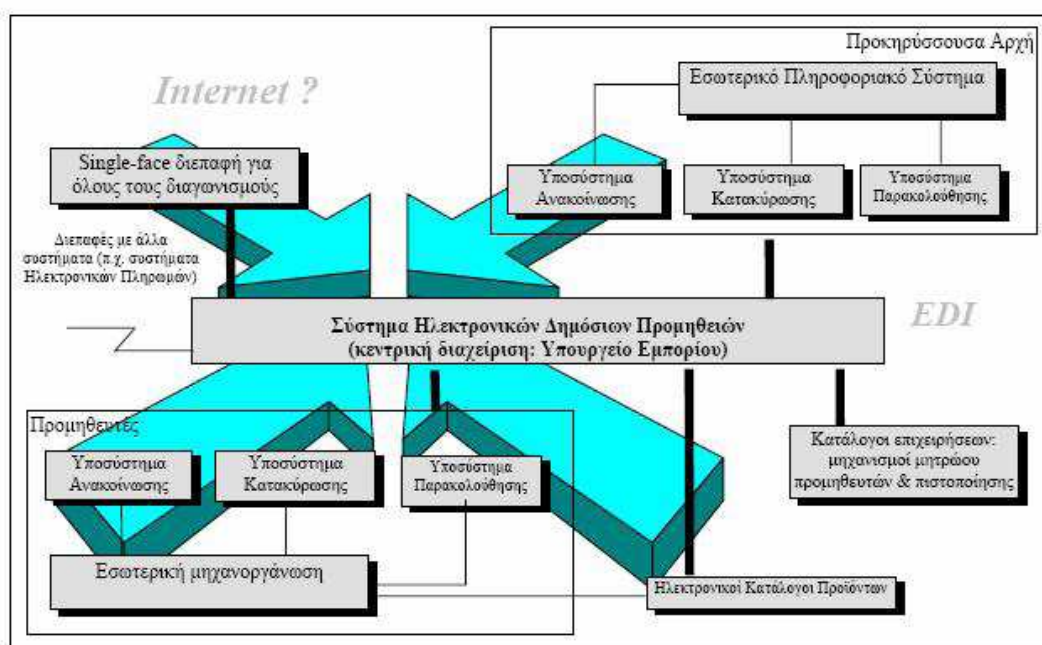 Προκηρύσσουσα Αρχή
Εσωτερικό Πληροφοριακό Σύστημα
Internet ?
Single-face διεπαφή για
όλους τους διαγωνισμούς
Υποσύστημα
Ανακοίνωσης
Υποσύστημα
Κατακύρωσης
Υποσύστημα
Παρακολούθησης
Διεπαφές με άλλα
συστήματα (π.χ. συστήματα
Ηλεκτρονικών Πληρωμών)
EDI
Σύστημα Ηλεκτρονικών Δημόσιων Προμηθειών
(κεντρική διαχείριση: Υπουργείο Εμπορίου)
Προμηθευτές
Υποσύστημα
Ανακοίνωσης
Υποσύστημα
Κατακύρωσης
Υποσύστημα
Παρακολούθησης
Κατάλογοι επιχειρήσεων:
μηχανισμοί μητρώου
προμηθευτών & πιστοποίησης
Εσωτερική μηχανοργάνωση
Ηλεκτρονικοί Κατάλογοι Προϊόντων